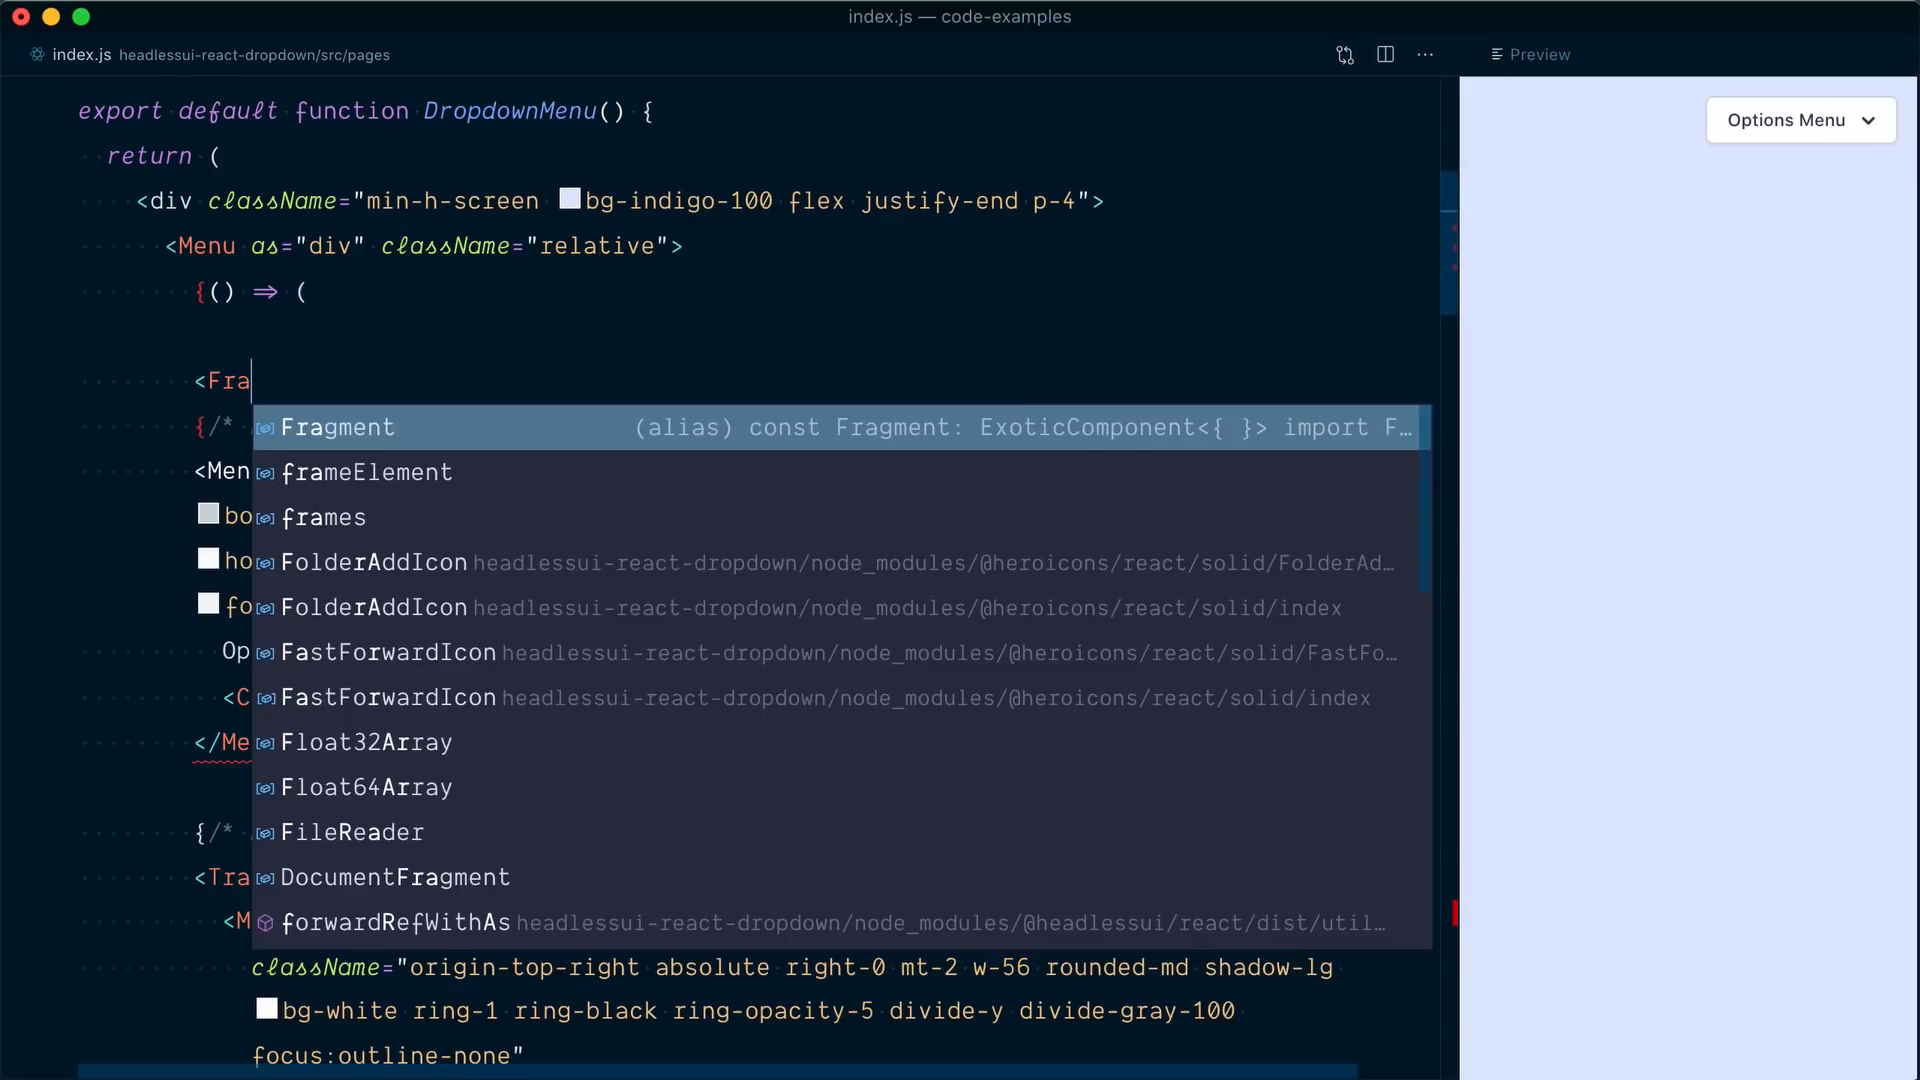 index.js — code-examples
index.js headlessui-react-dropdown/src/pages
Preview
export default function DropdownMenu() {
return (
<div className="min-h-screen bg-indigo-100 flex justify-end p-4">
<Menu as="div" className="relative">
{() => (
<Fra
{/*
<Men
bo
ho
fo
Op
<C
</Me
{/*
<Tra
<M
Fragment (alias) const Fragment: ExoticComponent<{ }> import F…
frameElement
frames
FolderAddIcon headlessui-react-dropdown/node_modules/@heroicons/react/solid/FolderAd…
FolderAddIcon headlessui-react-dropdown/node_modules/@heroicons/react/solid/index
FastForwardIcon headlessui-react-dropdown/node_modules/@heroicons/react/solid/FastFo…
FastForwardIcon headlessui-react-dropdown/node_modules/@heroicons/react/solid/index
Float32Array
Float64Array
FileReader
DocumentFragment
forwardRefWithAs headlessui-react-dropdown/node_modules/@headlessui/react/dist/util…
className="origin-top-right absolute right-0 mt-2 w-56 rounded-md shadow-lg
bg-white ring-1 ring-black ring-opacity-5 divide-y divide-gray-100
focus:outline-none"
Options Menu